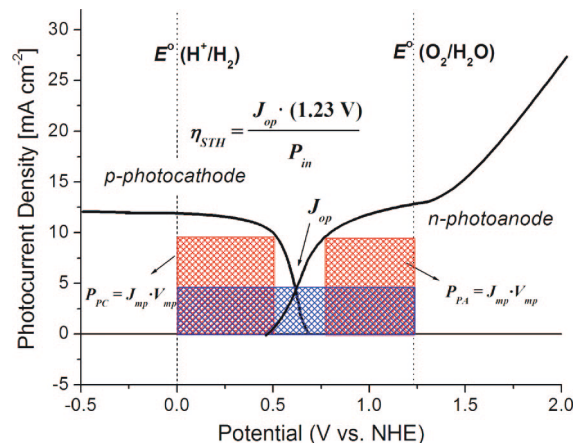 E° (H⁺/H₂)
E° (O₂/H₂O)
η_STH = J_op · (1.23 V) / P_in
p-photocathode
J_op
n-photoanode
P_PC = J_mp·V_mp
P_PA = J_mp·V_mp
Photocurrent Density [mA cm⁻²]
30
25
20
15
10
5
0
-5
-0.5
0.0
0.5
1.0
1.5
2.0
Potential (V vs. NHE)